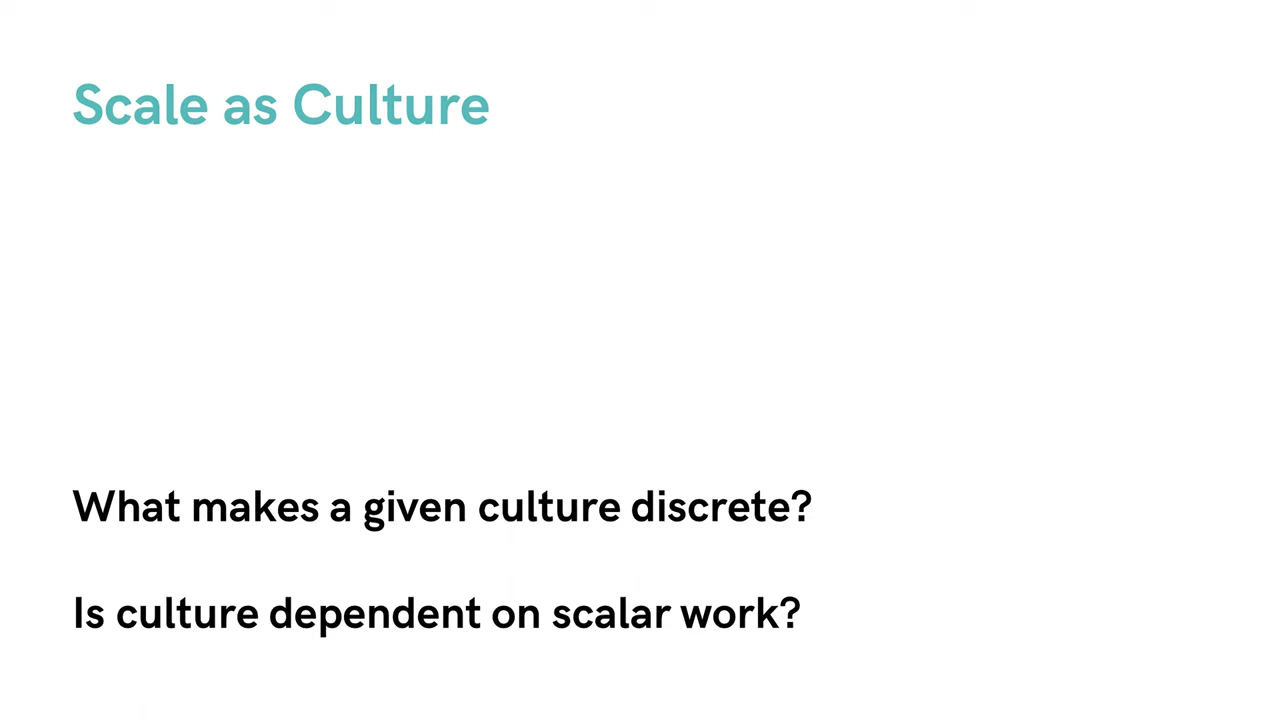 Scale as Culture
What makes a given culture discrete?
Is culture dependent on scalar work?